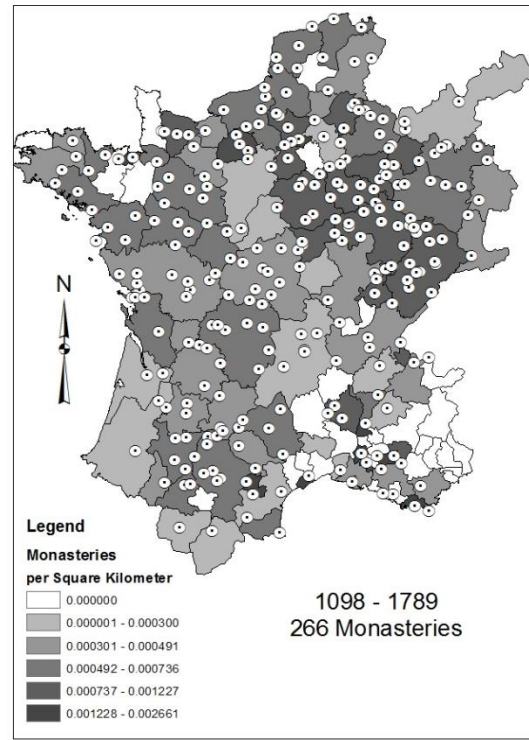 N
Legend
Monasteries
per Square Kilometer
0.000000
0.000001 - 0.000300
0.000301 - 0.000491
0.000492 - 0.000736
0.000737 - 0.001227
0.001228 - 0.002661
1098 - 1789
266 Monasteries